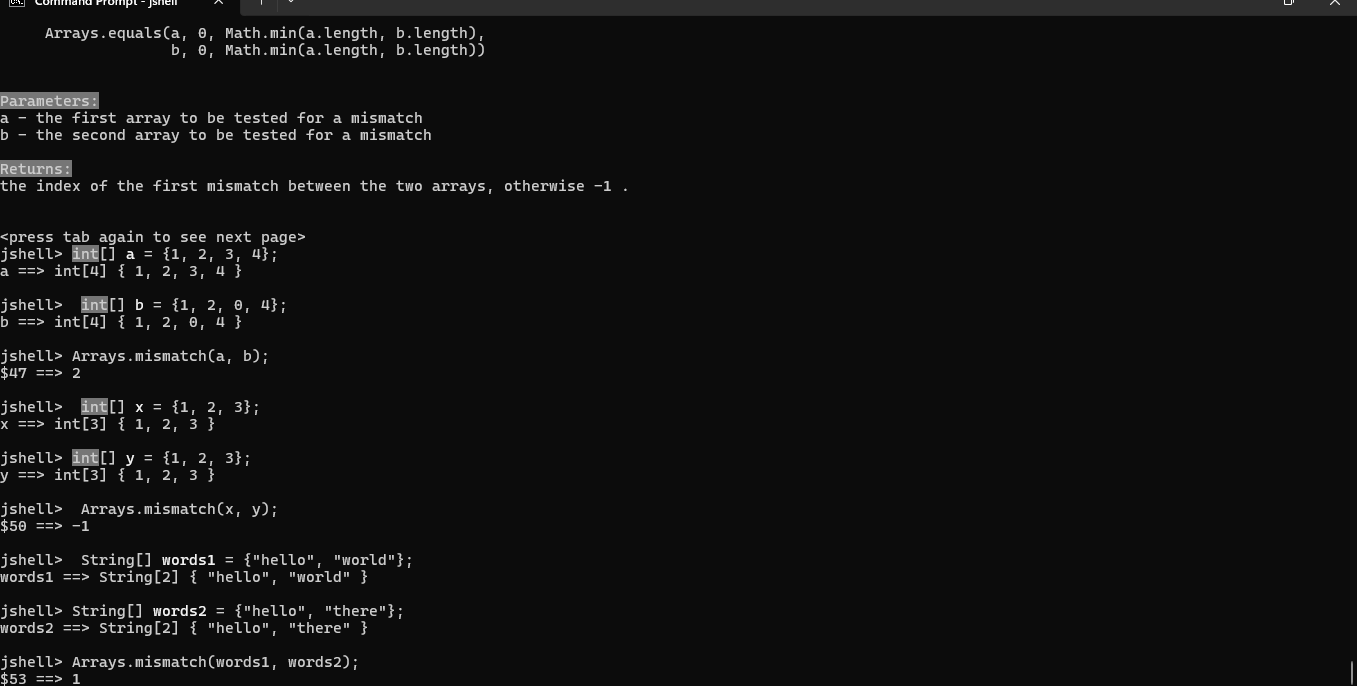 Command Prompt - jshell
Arrays.equals(a, 0, Math.min(a.length, b.length),
b, 0, Math.min(a.length, b.length))
Parameters:
a - the first array to be tested for a mismatch
b - the second array to be tested for a mismatch
Returns:
the index of the first mismatch between the two arrays, otherwise -1 .
<press tab again to see next page>
jshell> int[] a = {1, 2, 3, 4};
a ==> int[4] { 1, 2, 3, 4 }
jshell>  int[] b = {1, 2, 0, 4};
b ==> int[4] { 1, 2, 0, 4 }
jshell> Arrays.mismatch(a, b);
$47 ==> 2
jshell>  int[] x = {1, 2, 3};
x ==> int[3] { 1, 2, 3 }
jshell> int[] y = {1, 2, 3};
y ==> int[3] { 1, 2, 3 }
jshell>  Arrays.mismatch(x, y);
$50 ==> -1
jshell>  String[] words1 = {"hello", "world"};
words1 ==> String[2] { "hello", "world" }
jshell> String[] words2 = {"hello", "there"};
words2 ==> String[2] { "hello", "there" }
jshell> Arrays.mismatch(words1, words2);
$53 ==> 1